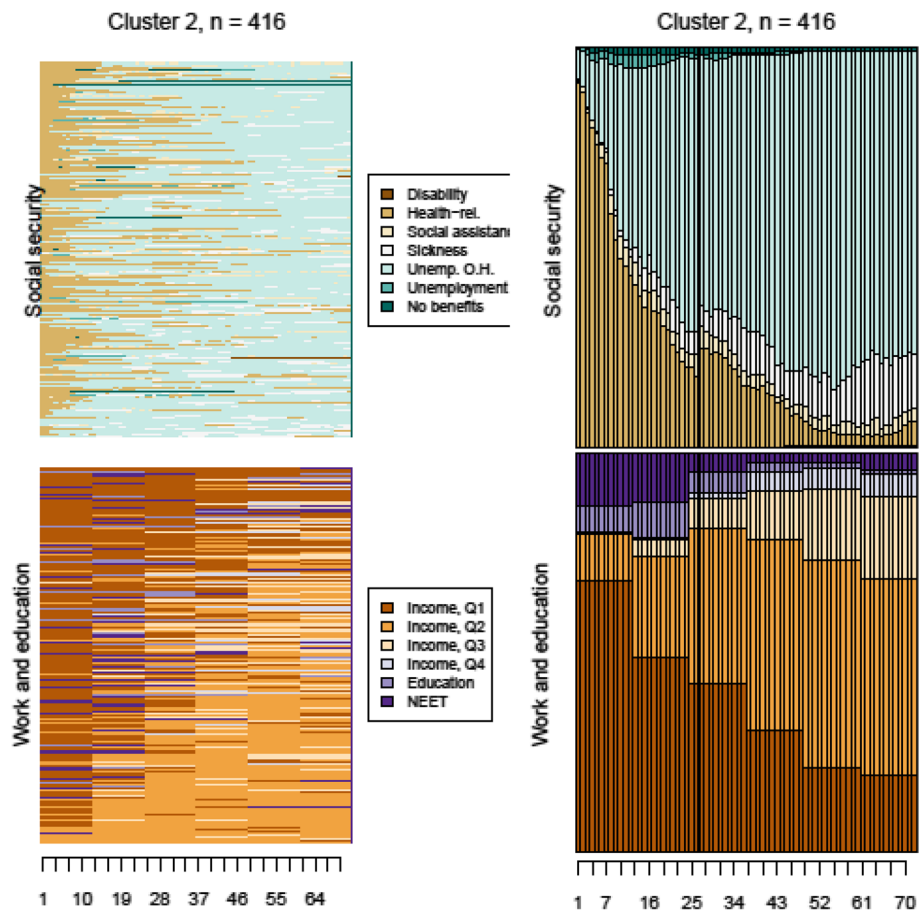 Cluster 2, n = 416
Cluster 2, n = 416
Social security
Disability
Health-rel.
Social assistan
Sickness
Unemp. O.H.
Unemployment
No benefits
Social security
Work and education
Income, Q1
Income, Q2
Income, Q3
Income, Q4
Education
NEET
Work and education
1 10 19 28 37 46 55 64
1 7 16 25 34 43 52 61 70